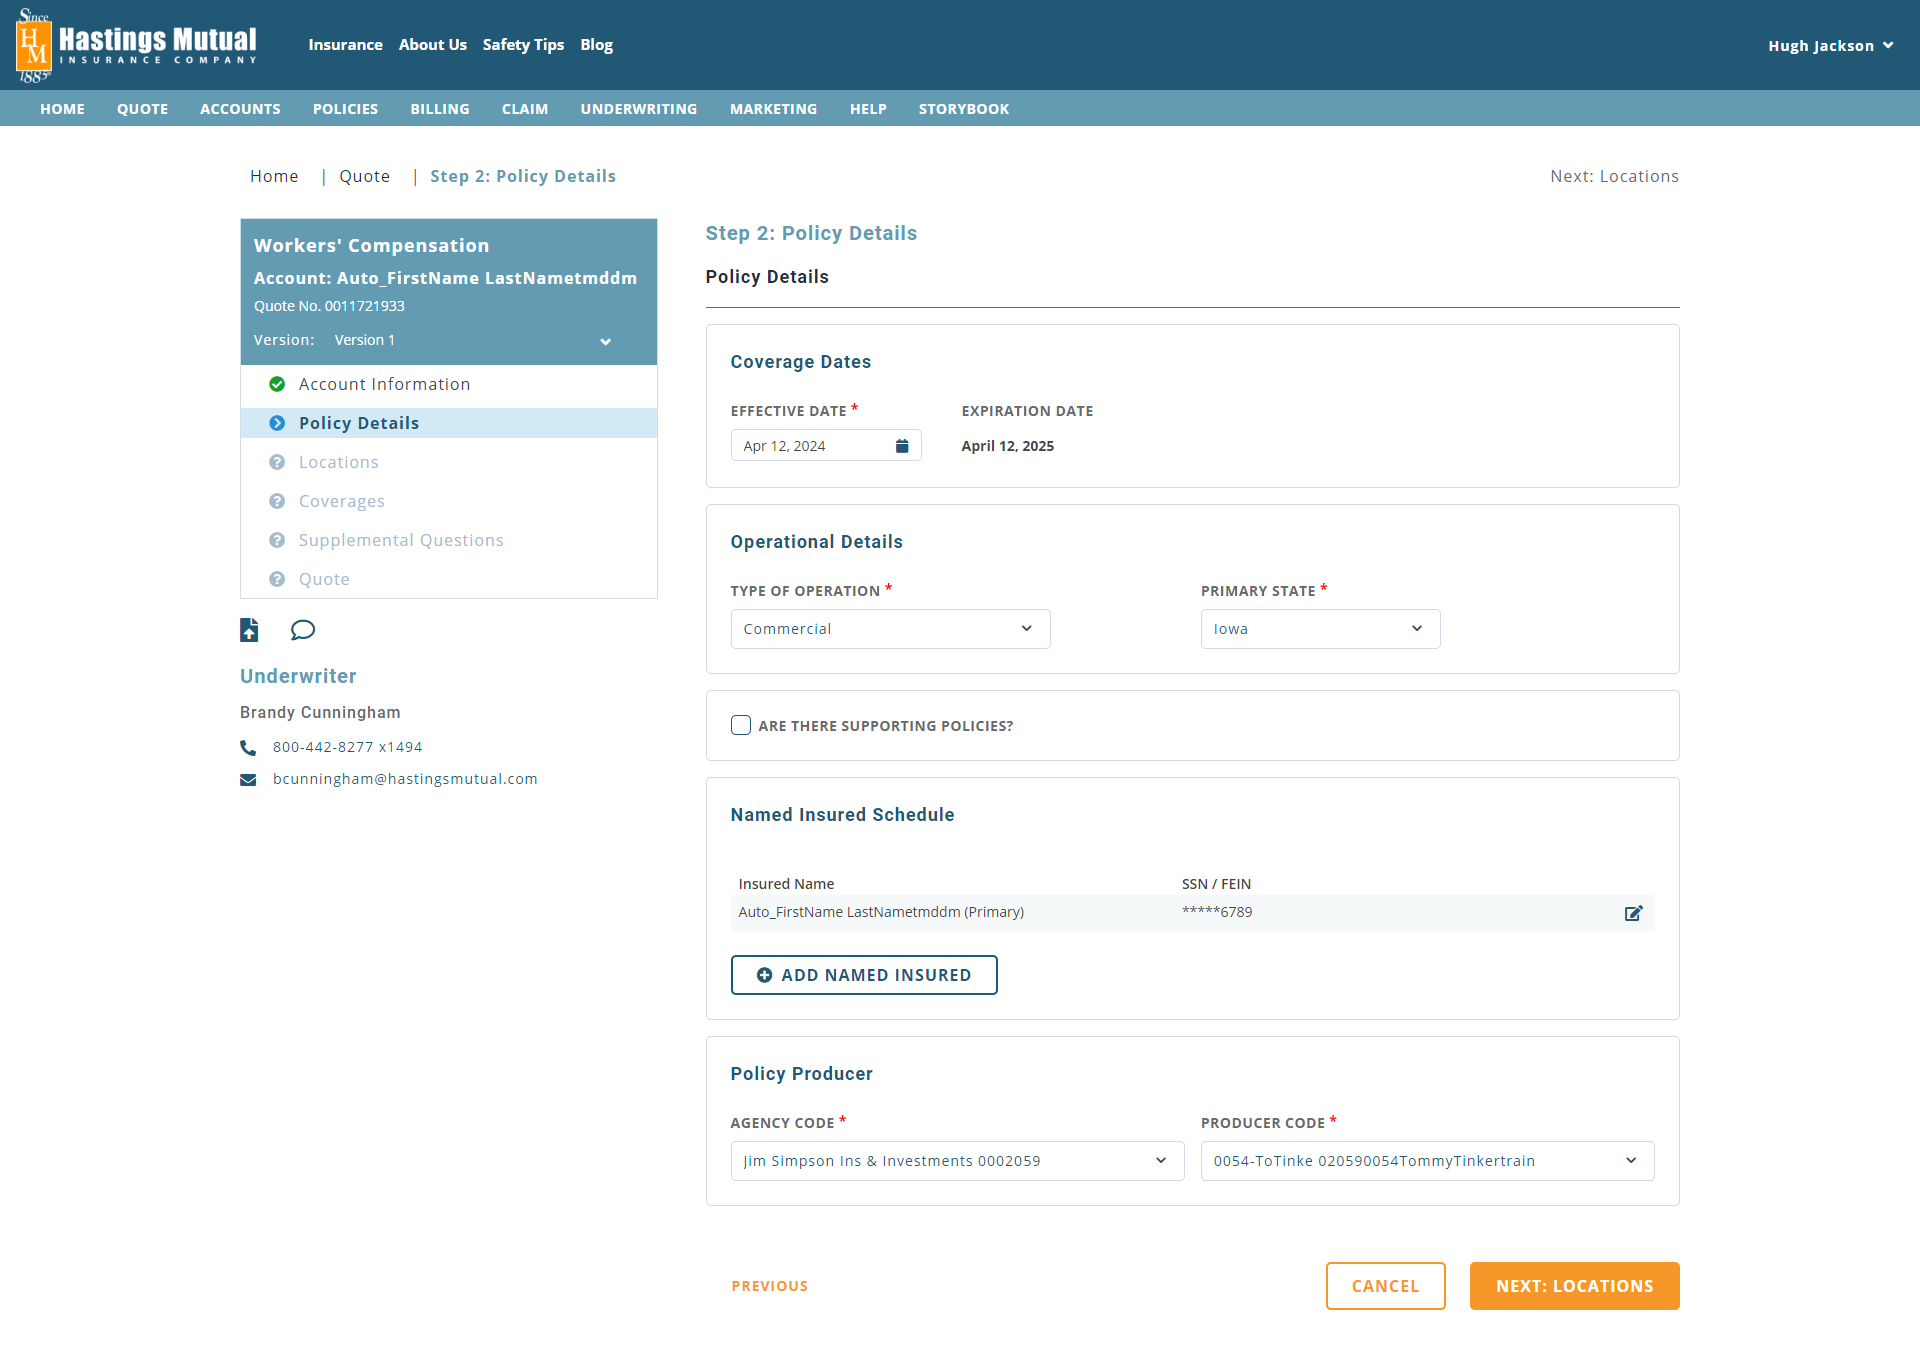 Since
HM
1885
Hastings Mutual
INSURANCE COMPANY
Insurance About Us Safety Tips Blog
Hugh Jackson
HOME QUOTE ACCOUNTS POLICIES BILLING CLAIM UNDERWRITING MARKETING HELP STORYBOOK
Home | Quote | Step 2: Policy Details
Next: Locations
Workers' Compensation
Account: Auto_FirstName LastNametmddm
Quote No. 0011721933
Version: Version 1
Account Information
Policy Details
Locations
Coverages
Supplemental Questions
Quote
Underwriter
Brandy Cunningham
800-442-8277 x1494
bcunningham@hastingsmutual.com
Step 2: Policy Details
Policy Details
Coverage Dates
EFFECTIVE DATE * EXPIRATION DATE
Apr 12, 2024 April 12, 2025
Operational Details
TYPE OF OPERATION * PRIMARY STATE *
Commercial Iowa
ARE THERE SUPPORTING POLICIES?
Named Insured Schedule
Insured Name SSN / FEIN
Auto_FirstName LastNametmddm (Primary) *****6789
ADD NAMED INSURED
Policy Producer
AGENCY CODE * PRODUCER CODE *
Jim Simpson Ins & Investments 0002059 0054-ToTinke 020590054TommyTinkertrain
PREVIOUS CANCEL NEXT: LOCATIONS